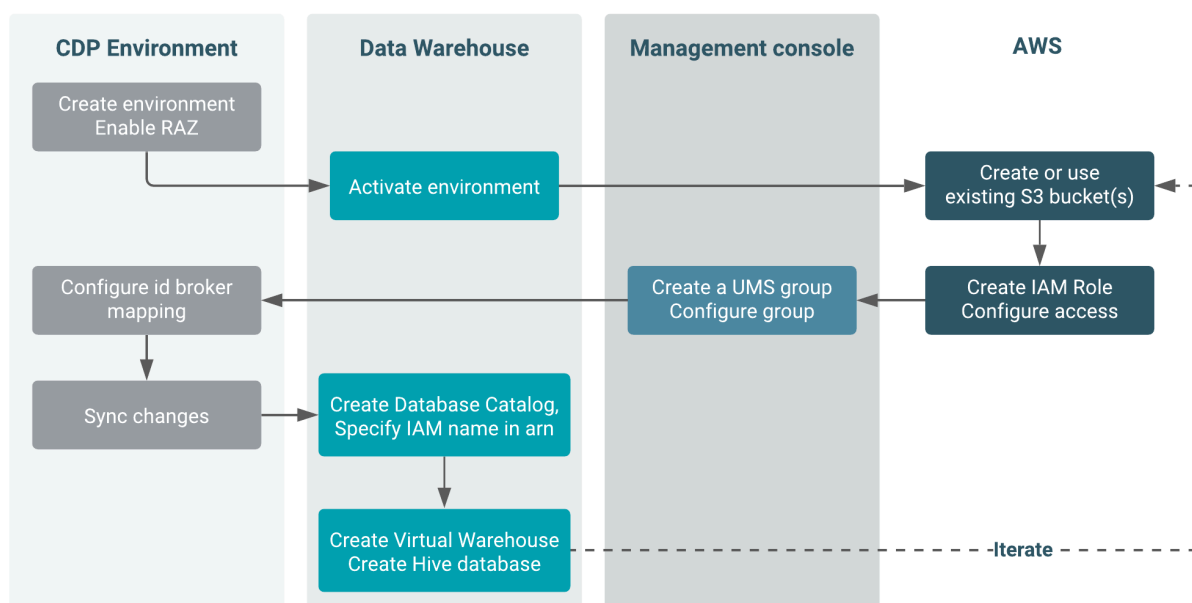 CDP Environment
Data Warehouse
Management console
AWS
Create environment
Enable RAZ
Activate environment
Create or use
existing S3 bucket(s)
Configure id broker
mapping
Create a UMS group
Configure group
Create IAM Role
Configure access
Sync changes
Create Database Catalog,
Specify IAM name in arn
Create Virtual Warehouse
Create Hive database
Iterate